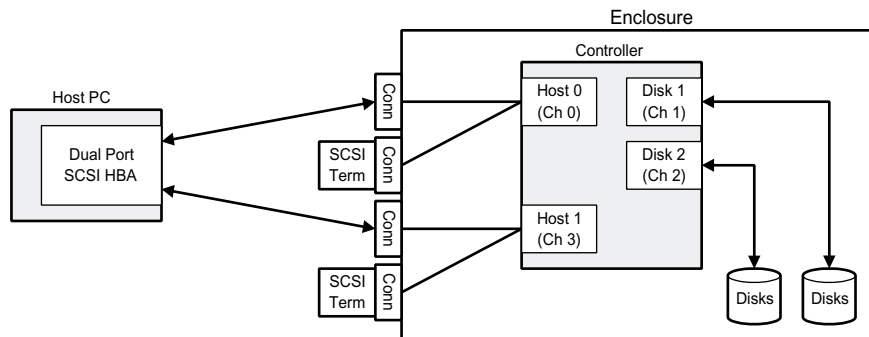 Enclosure
Controller
Host PC
Dual Port
SCSI HBA
Conn
Host 0
(Ch 0)
Disk 1
(Ch 1)
SCSI
Term
Conn
Disk 2
(Ch 2)
Conn
Host 1
(Ch 3)
SCSI
Term
Conn
Disks
Disks